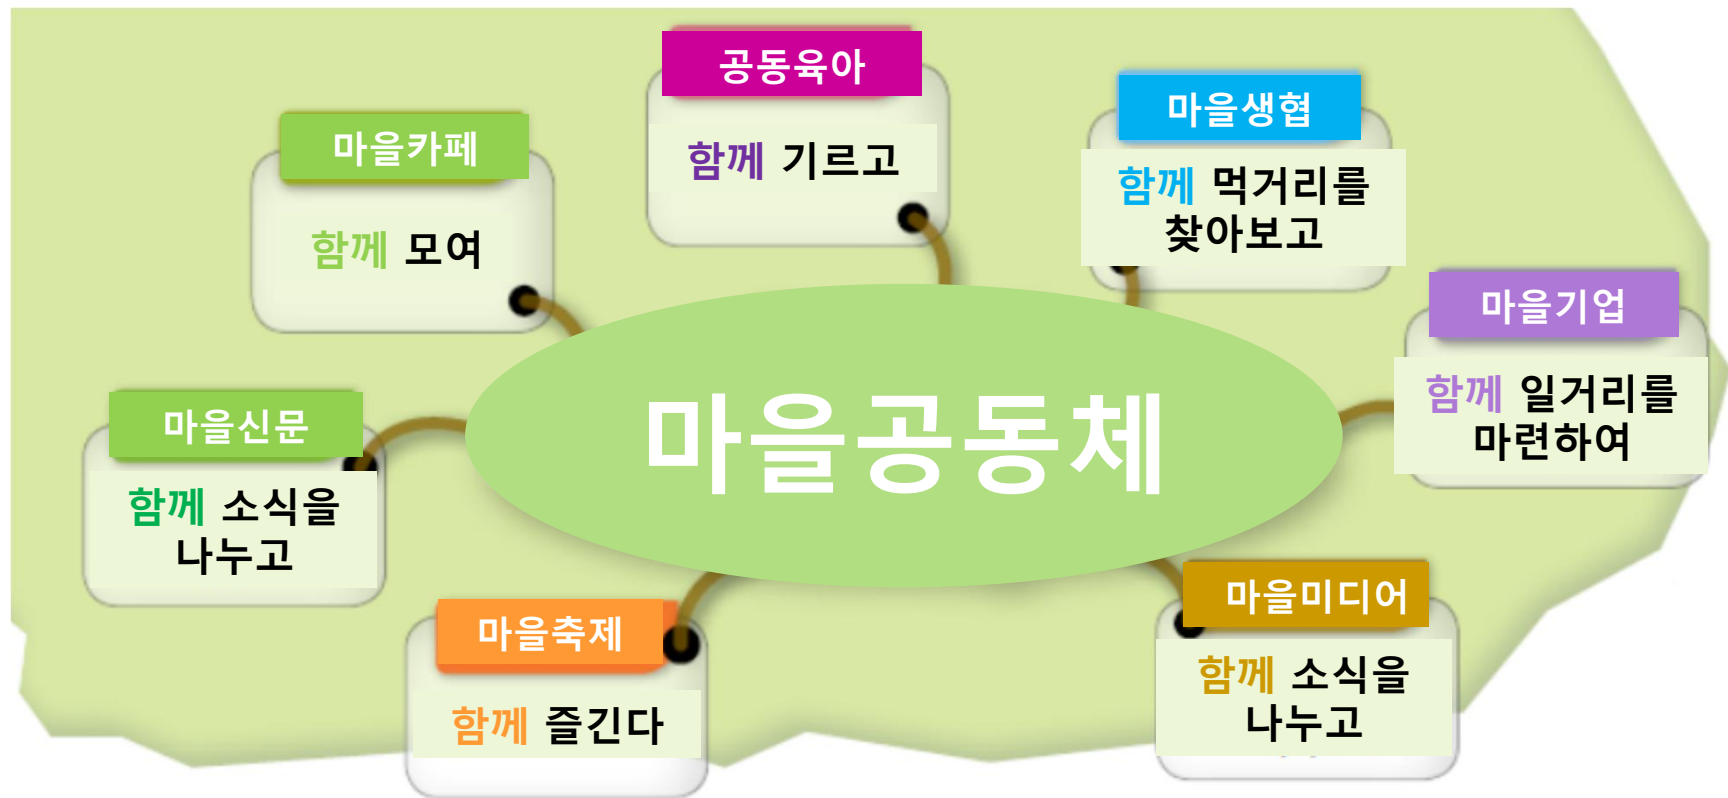 공동육아
함께 기르고
마을생협
함께 먹거리를
찾아보고
마을카페
함께 모여
마을기업
함께 일거리를
마련하여
마을공동체
마을신문
함께 소식을
나누고
마을미디어
함께 소식을
나누고
마을축제
함께 즐긴다